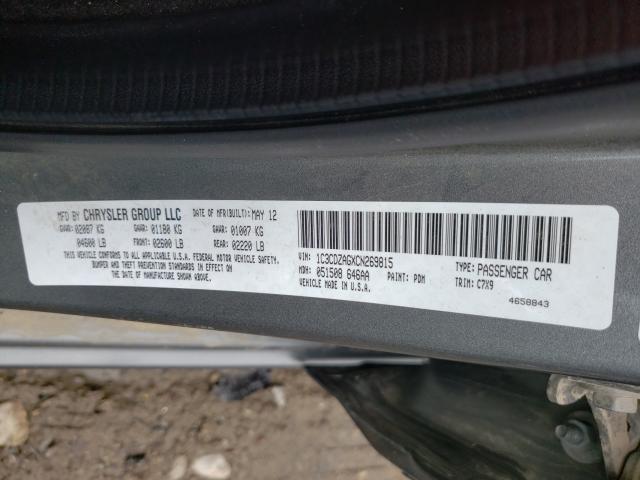 MFD BY CHRYSLER GROUP LLC DATE OF MFR(BUILT): MAY 12
GVWR: 02087 KG GAWR: 01180 KG GAWR: 01007 KG
04600 LB FRONT: 02600 LB REAR: 02220 LB
THIS VEHICLE CONFORMS TO ALL APPLICABLE U.S.A. FEDERAL MOTOR VEHICLE SAFETY,
BUMPER AND THEFT PREVENTION STANDARDS IN EFFECT ON
THE DATE OF MANUFACTURE SHOWN ABOVE.
VIN: 1C3CDZAGXCN269815 TYPE: PASSENGER CAR
MDH: 051508 646AA PAINT: PDM TRIM: C7X9
VEHICLE MADE IN U.S.A.
4658843